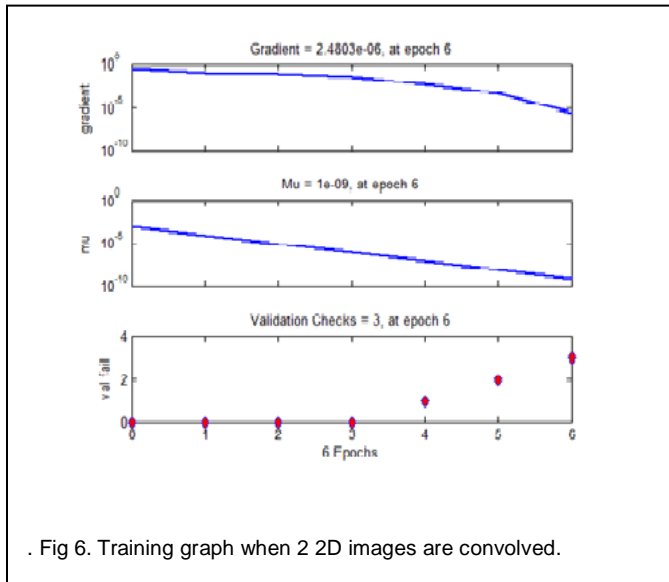 Gradient = 2.4803e-06, at epoch 6
10^5
gradient
10^-5
10^-10
Mu = 1e-09, at epoch 6
10^0
mu
10^-5
10^-10
Validation Checks = 3, at epoch 6
4
val fail
2
0
0 1 2 3 4 5 6
6 Epochs
. Fig 6. Training graph when 2 2D images are convolved.